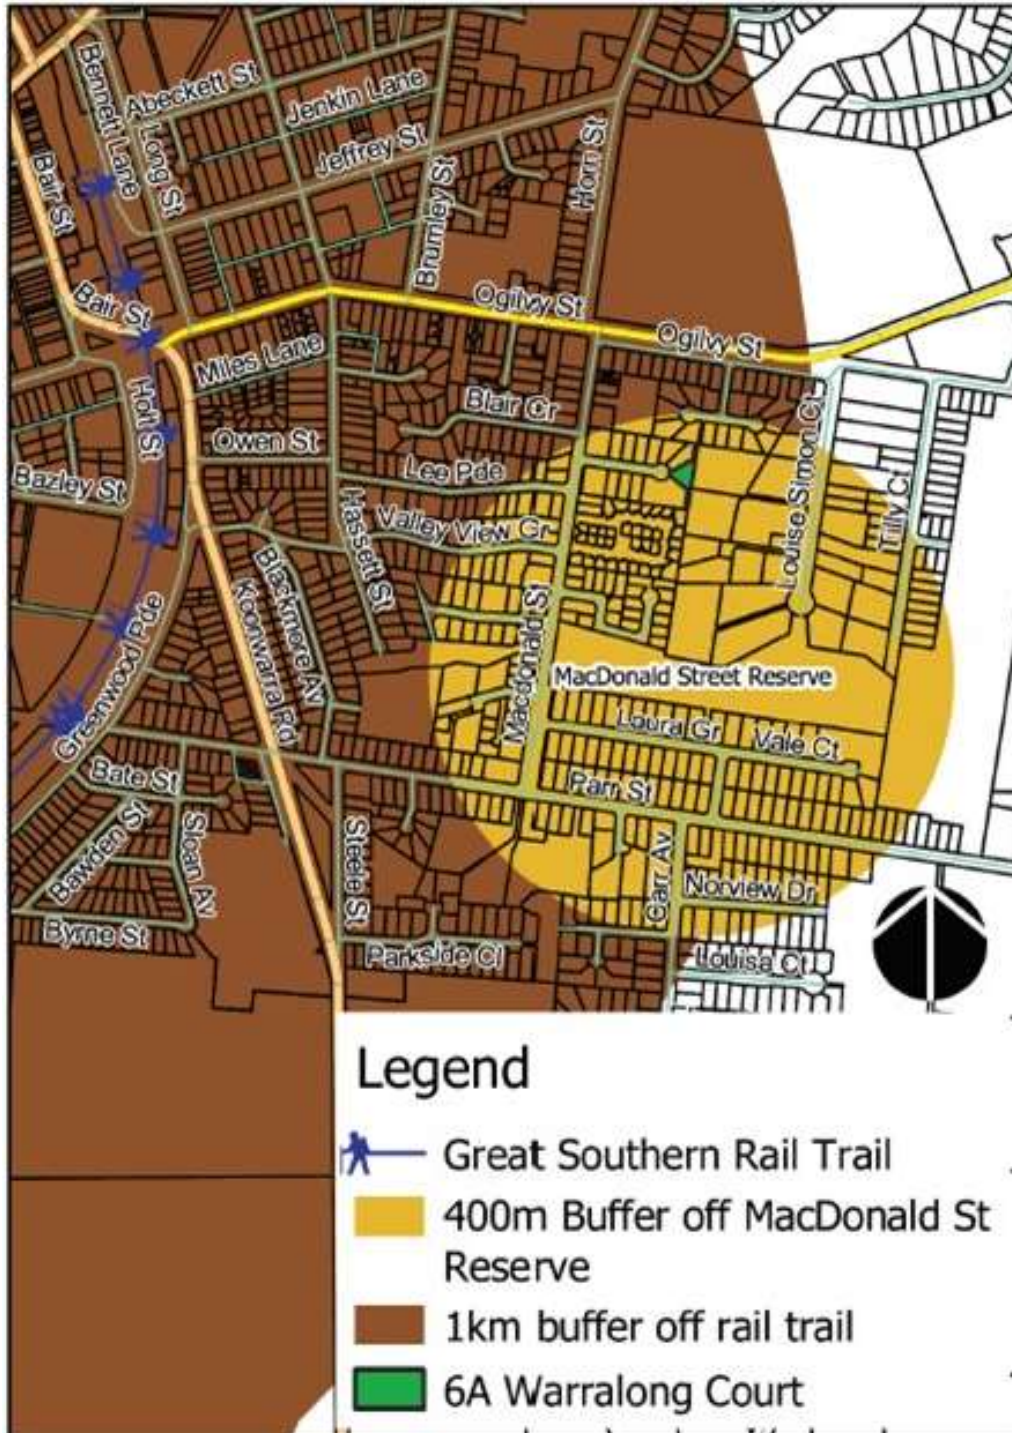 Bennett Lane
Abeckett St
Long St
Jenkin Lane
Jeffrey St
Bair St
Brumley St
Horn St
Bair St
Ogilvy St
Ogilvy St
Miles Lane
Holt St
Blair Cr
Louise Simon Ct
Owen St
Lee Pde
Bazley St
Hassett St
Valley View Gr
Tilly Ct
Blackmore Av
Koonwarra Rd
Greenwood Pde
Macdonald St
MacDonald Street Reserve
Loura Gr
Vale Ct
Bate St
Parr St
Bawden St
Sloan Av
Steele St
Carr Av
Norview Dr
Byrne St
Parkside Cl
Louisa Ct
Legend
Great Southern Rail Trail
400m Buffer off MacDonald St
Reserve
1km buffer off rail trail
6A Warralong Court